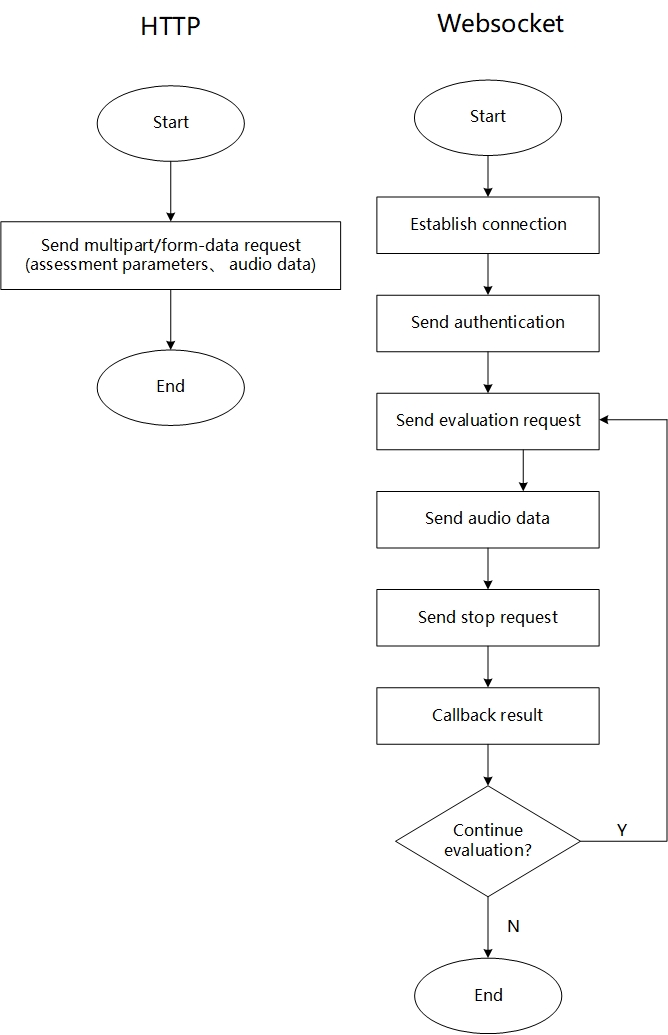 HTTP
Start
Send multipart/form-data request
(assessment parameters、 audio data)
End
Websocket
Start
Establish connection
Send authentication
Send evaluation request
Send audio data
Send stop request
Callback result
Continue
evaluation?
Y
N
End